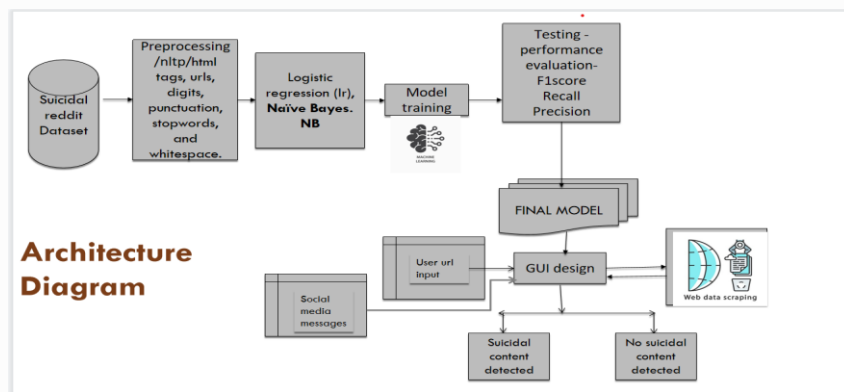 Suicidal
reddit
Dataset
Preprocessing
/nltp/html
tags, urls,
digits,
punctuation,
stopwords,
and
whitespace.
Logistic
regression (lr),
Naïve Bayes.
NB
Model
training
MACHINE
LEARNING
Testing -
performance
evaluation-
F1score
Recall
Precision
FINAL MODEL
Architecture
Diagram
User url
input
GUI design
Web data scraping
Social
media
messages
Suicidal
content
detected
No suicidal
content
detected